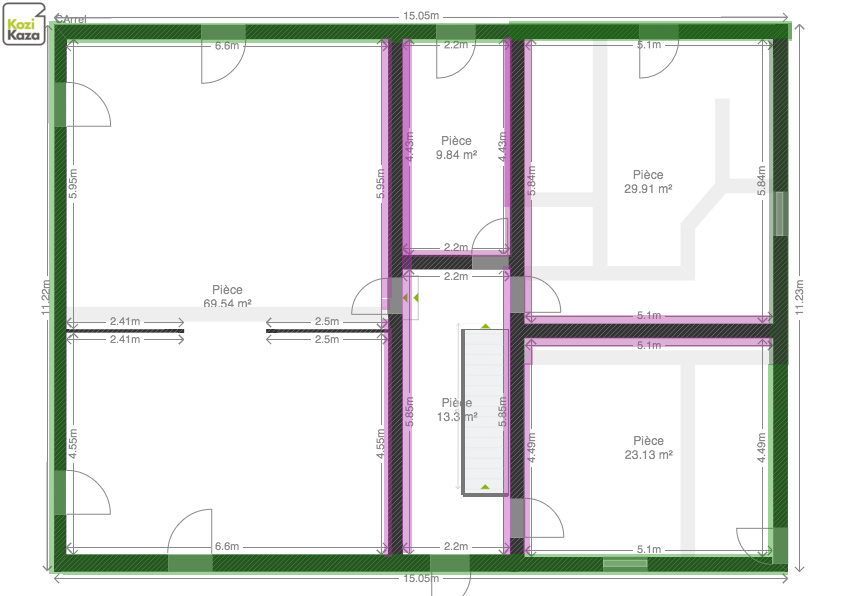 15.05m
CArrel
Kozi
Kaza
6.6m
2.2m
5.1m
4.43m
4.43m
Pièce
9.84 m²
5.95m
5.95m
5.84m
Pièce
29.91 m²
5.84m
2.2m
2.2m
Pièce
69.54 m²
11.22m
11.23m
2.41m
2.5m
5.1m
2.41m
2.5m
5.1m
Pièce
13.3 m²
5.85m
5.85m
4.55m
4.55m
4.49m
Pièce
23.13 m²
4.49m
6.6m
2.2m
5.1m
15.05m